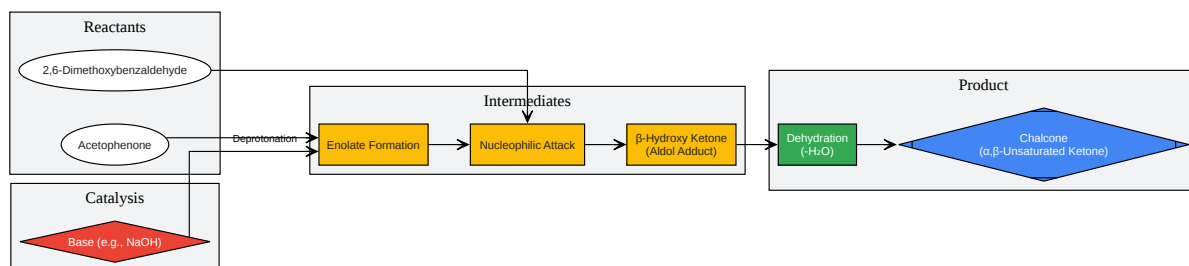 Reactants
2,6-Dimethoxybenzaldehyde
Acetophenone
Deprotonation
Catalysis
Base (e.g., NaOH)
Intermediates
Enolate Formation
Nucleophilic Attack
β-Hydroxy Ketone
(Aldol Adduct)
Product
Dehydration
(-H₂O)
Chalcone
(α,β-Unsaturated Ketone)